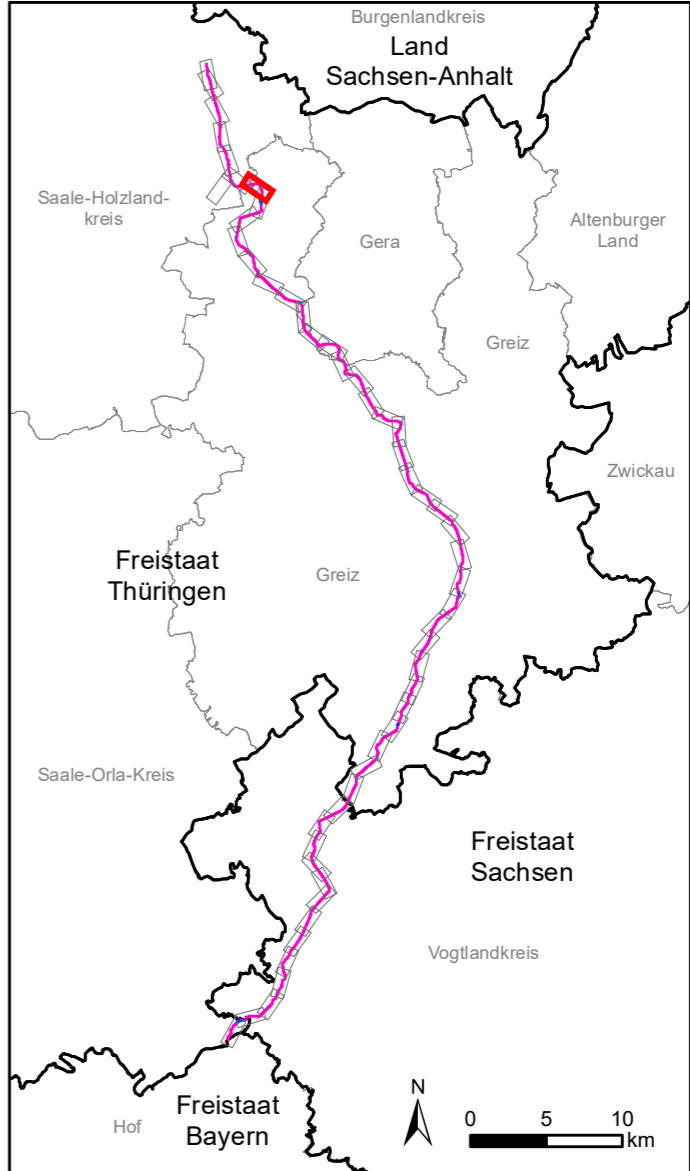 Burgenlandkreis
Land
Sachsen-Anhalt
Saale-Holzland-
kreis
Gera
Altenburger
Land
Greiz
Zwickau
Freistaat
Thüringen
Greiz
Saale-Orla-Kreis
Freistaat
Sachsen
Vogtlandkreis
Hof
Freistaat
Bayern
N
0 5 10
km